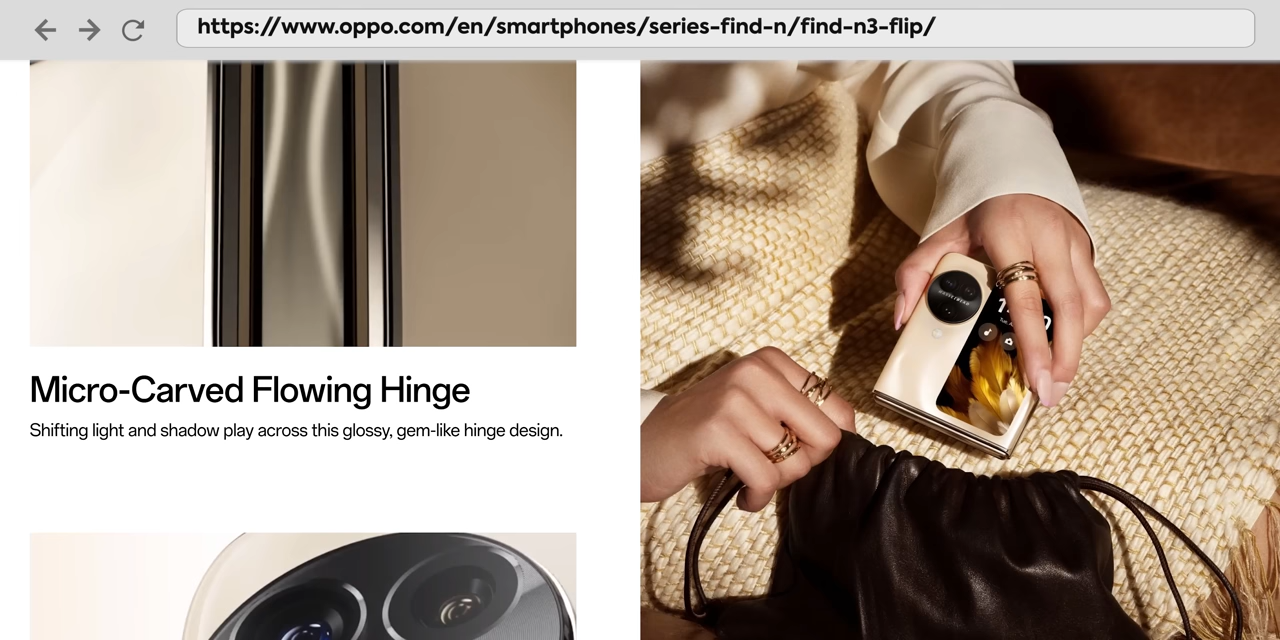 https://www.oppo.com/en/smartphones/series-find-n/find-n3-flip/
Micro-Carved Flowing Hinge
Shifting light and shadow play across this glossy, gem-like hinge design.
HASSELBLAD